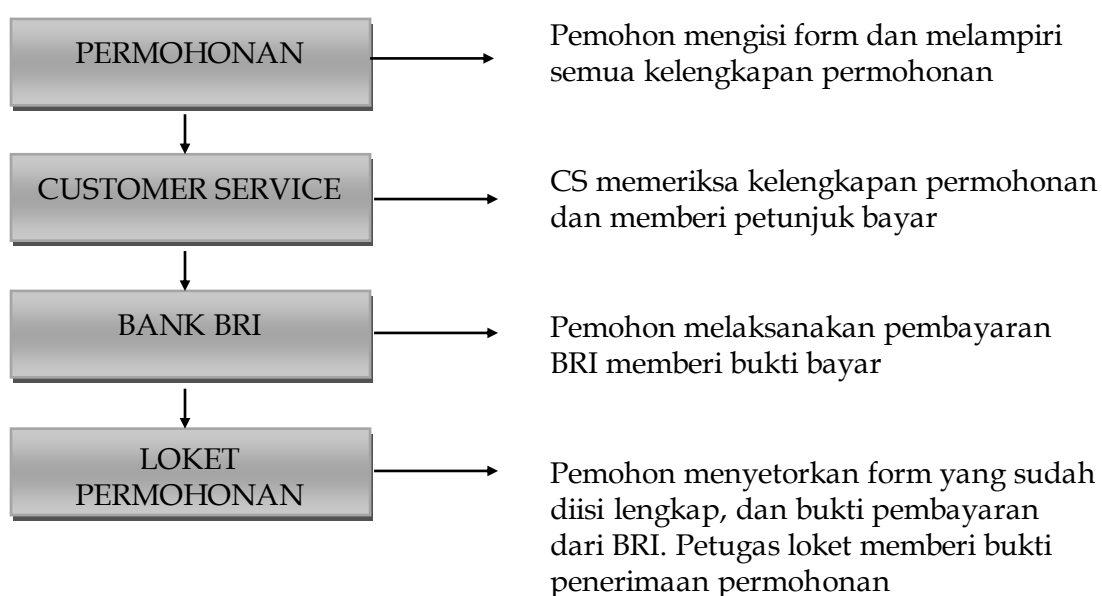 PERMOHONAN
Pemohon mengisi form dan melampiri
semua kelengkapan permohonan
CUSTOMER SERVICE
CS memeriksa kelengkapan permohonan
dan memberi petunjuk bayar
BANK BRI
Pemohon melaksanakan pembayaran
BRI memberi bukti bayar
LOKET
PERMOHONAN
Pemohon menyetorkan form yang sudah
diisi lengkap, dan bukti pembayaran
dari BRI. Petugas loket memberi bukti
penerimaan permohonan